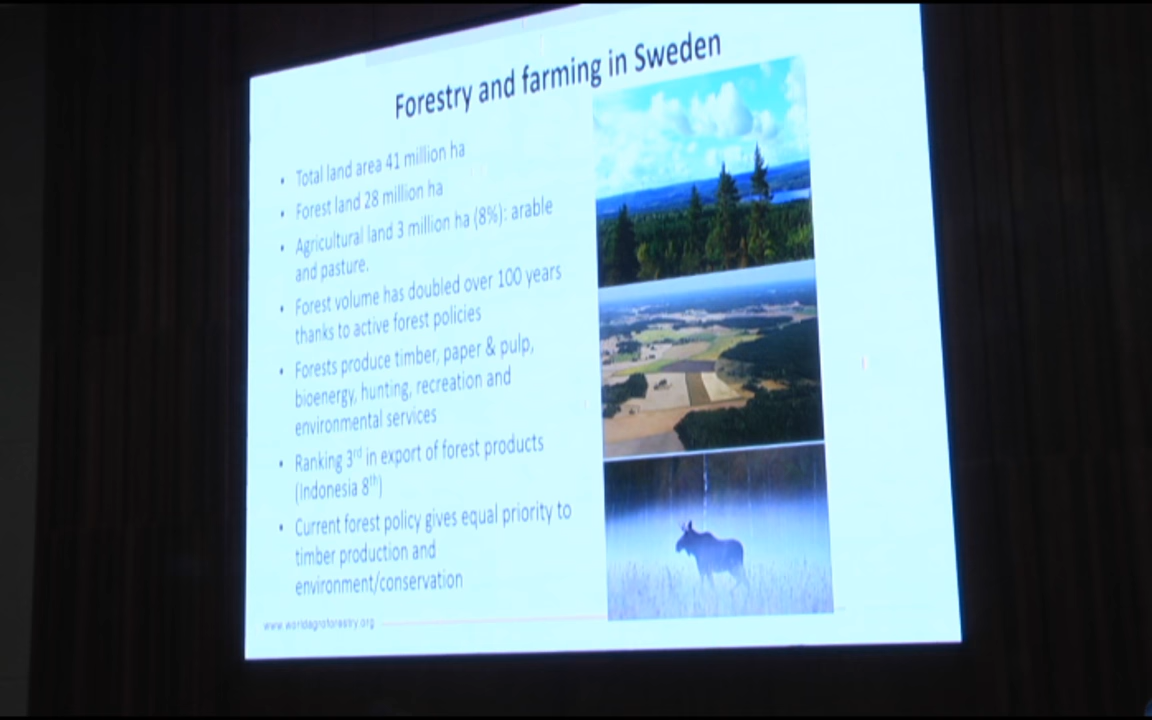 Forestry and farming in Sweden
• Total land area 41 million ha
• Forest land 28 million ha
• Agricultural land 3 million ha (8%): arable
and pasture.
• Forest volume has doubled over 100 years
thanks to active forest policies
• Forests produce timber, paper & pulp,
bioenergy, hunting, recreation and
environmental services
• Ranking 3rd in export of forest products
(Indonesia 8th)
• Current forest policy gives equal priority to
timber production and
environment/conservation
www.worldagroforestry.org